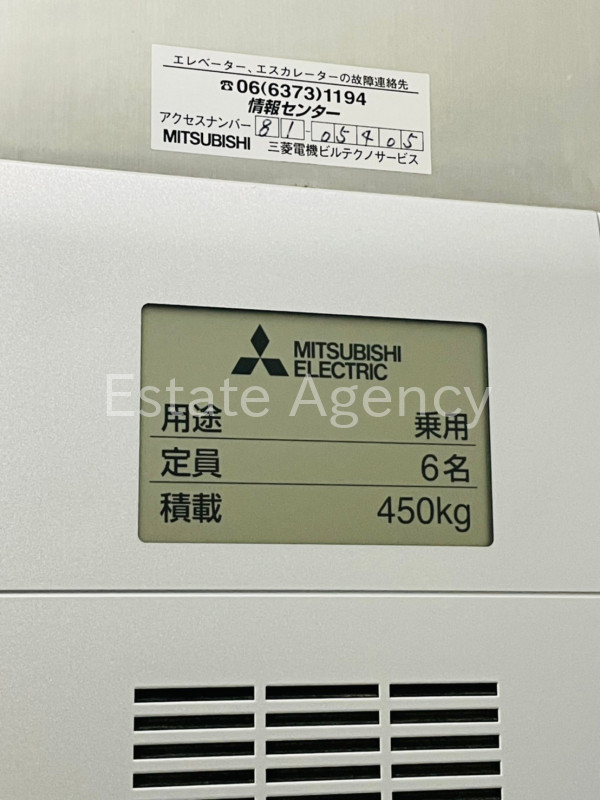 エレベーター、エスカレーターの故障連絡先
☎06(6373)1194
情報センター
アクセスナンバー 81-05405
MITSUBISHI 三菱電機ビルテクノサービス
MITSUBISHI
ELECTRIC
Estate Agency
用途 乗用
定員 6名
積載 450kg